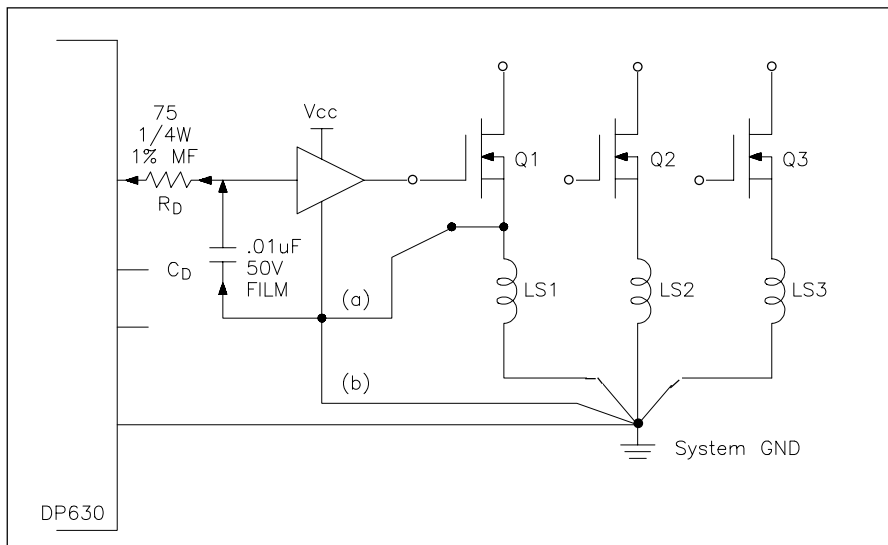 75
1/4W
1% MF
RD
Vcc
Q1
Q2
Q3
CD
.01uF
50V
FILM
(a)
LS1
LS2
LS3
(b)
System GND
DP630